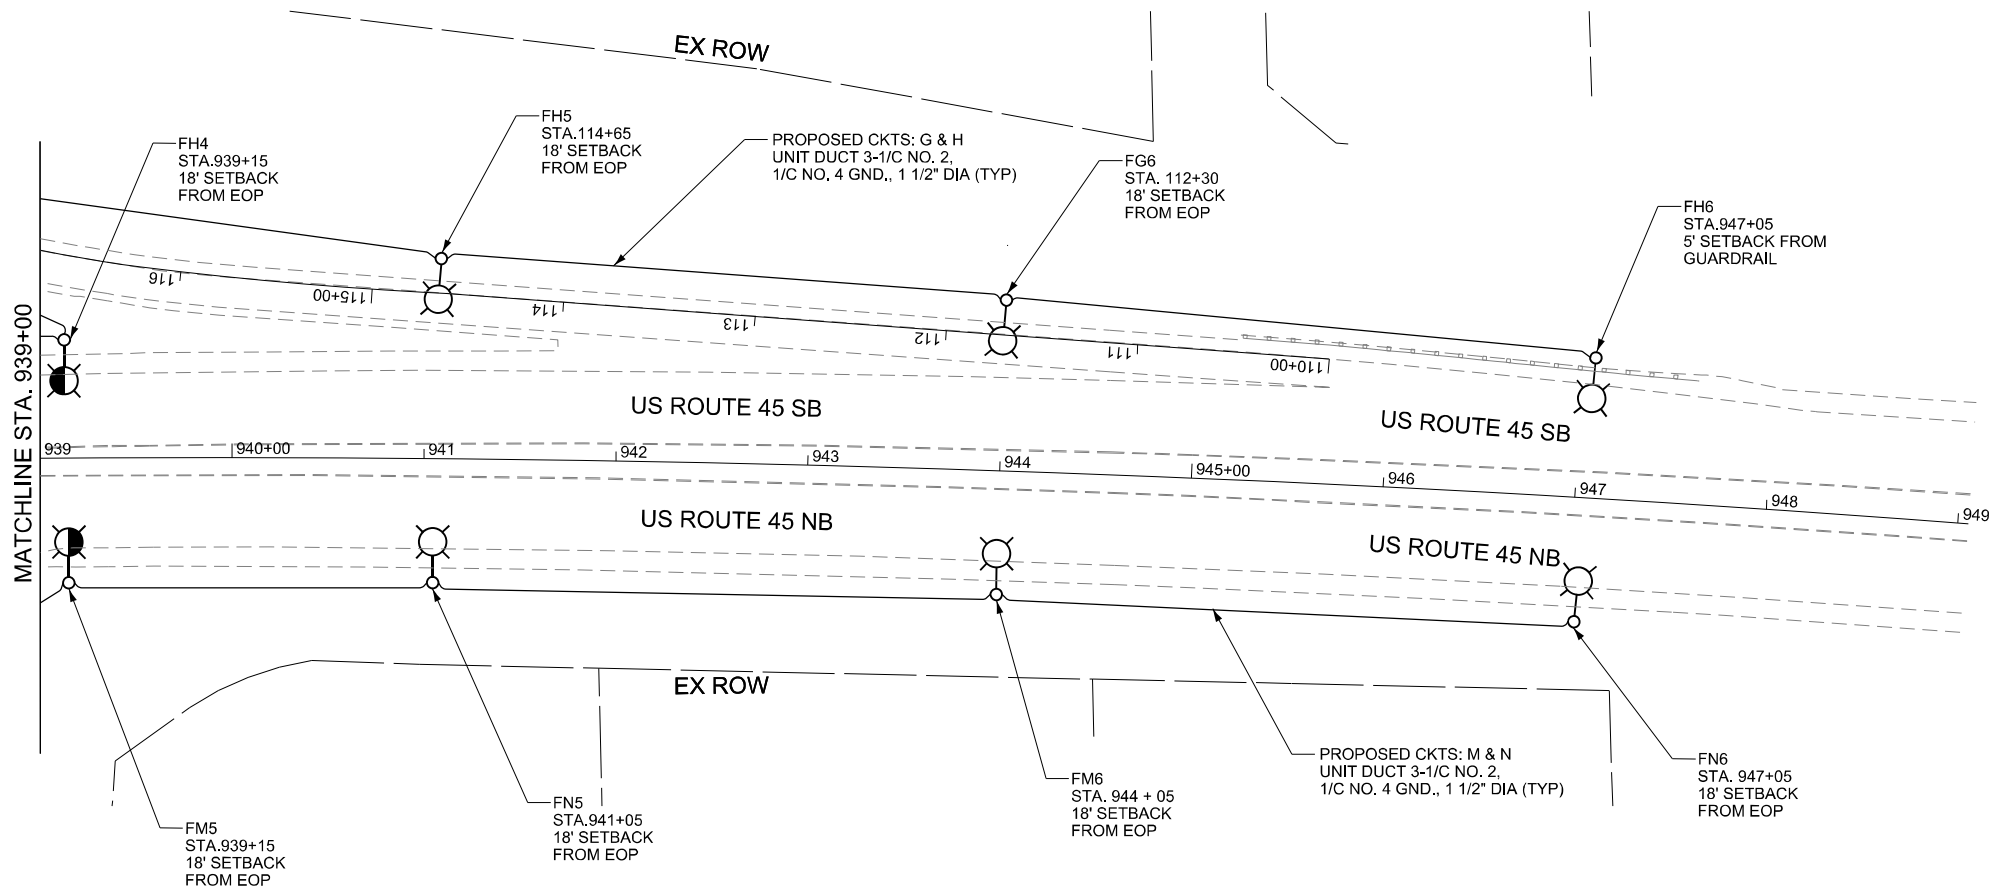 EX ROW
FH4
STA.939+15
18' SETBACK
FROM EOP
FH5
STA.114+65
18' SETBACK
FROM EOP
PROPOSED CKTS: G & H
UNIT DUCT 3-1/C NO. 2,
1/C NO. 4 GND., 1 1/2" DIA (TYP)
FG6
STA. 112+30
18' SETBACK
FROM EOP
FH6
STA.947+05
5' SETBACK FROM
GUARDRAIL
116
115+00
114
113
112
111
110+00
MATCHLINE STA. 939+00
US ROUTE 45 SB
US ROUTE 45 SB
939
940+00
941
942
943
944
945+00
946
947
948
949
US ROUTE 45 NB
US ROUTE 45 NB
EX ROW
FM5
STA.939+15
18' SETBACK
FROM EOP
FN5
STA.941+05
18' SETBACK
FROM EOP
FM6
STA. 944 + 05
18' SETBACK
FROM EOP
PROPOSED CKTS: M & N
UNIT DUCT 3-1/C NO. 2,
1/C NO. 4 GND., 1 1/2" DIA (TYP)
FN6
STA. 947+05
18' SETBACK
FROM EOP